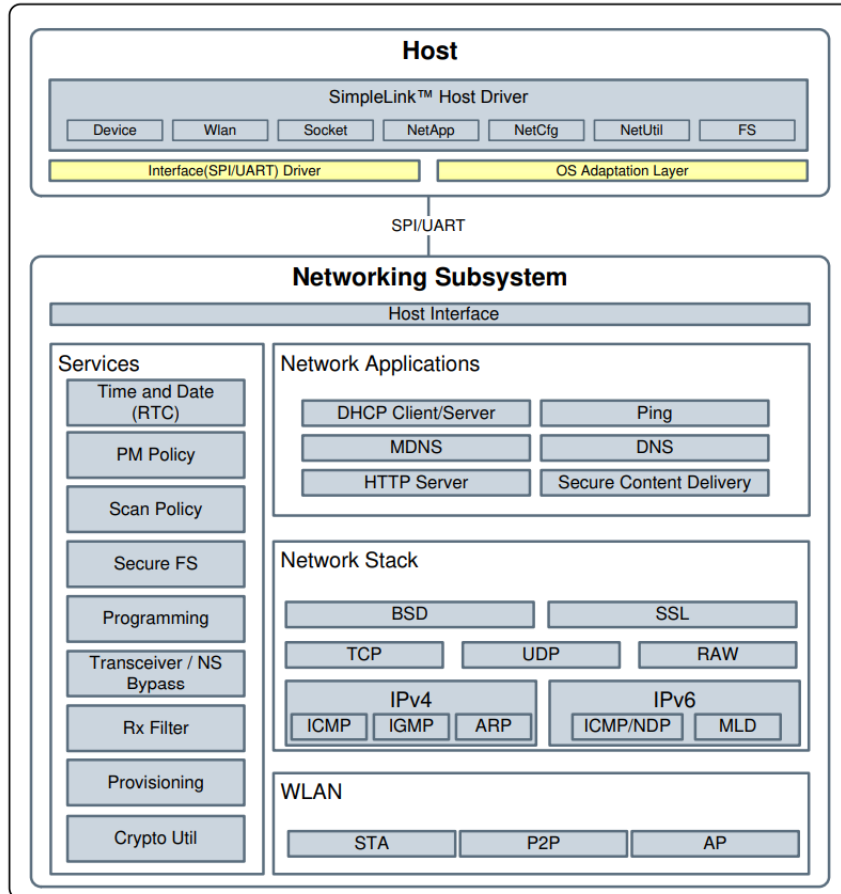 Host
SimpleLink™ Host Driver
Device
Wlan
Socket
NetApp
NetCfg
NetUtil
FS
Interface(SPI/UART) Driver
OS Adaptation Layer
SPI/UART
Networking Subsystem
Host Interface
Services
Time and Date
(RTC)
PM Policy
Scan Policy
Secure FS
Programming
Transceiver / NS
Bypass
Rx Filter
Provisioning
Crypto Util
Network Applications
DHCP Client/Server
Ping
MDNS
DNS
HTTP Server
Secure Content Delivery
Network Stack
BSD
SSL
TCP
UDP
RAW
IPv4
ICMP
IGMP
ARP
IPv6
ICMP/NDP
MLD
WLAN
STA
P2P
AP